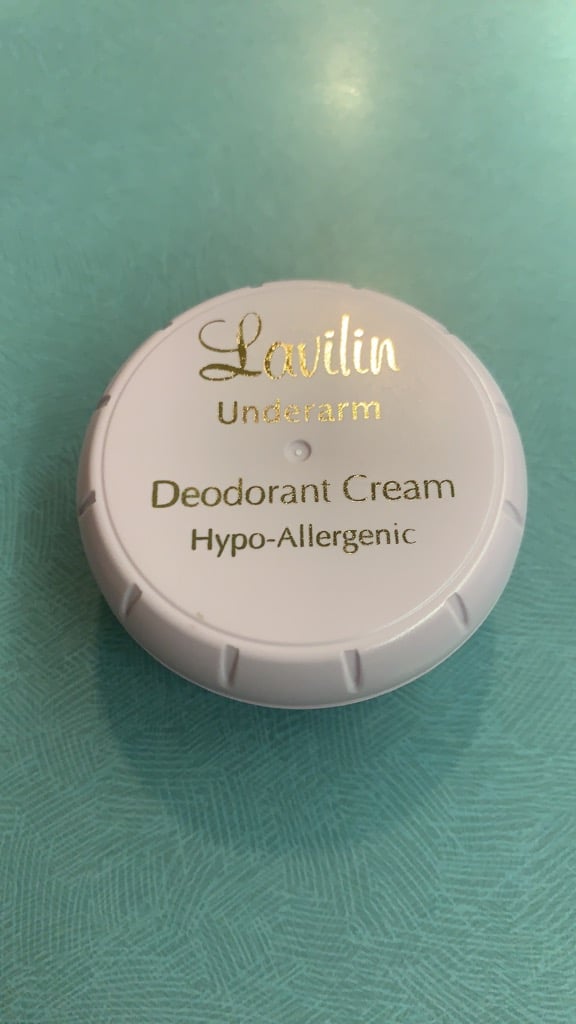 Lavilin
Underarm
Deodorant Cream
Hypo-Allergenic